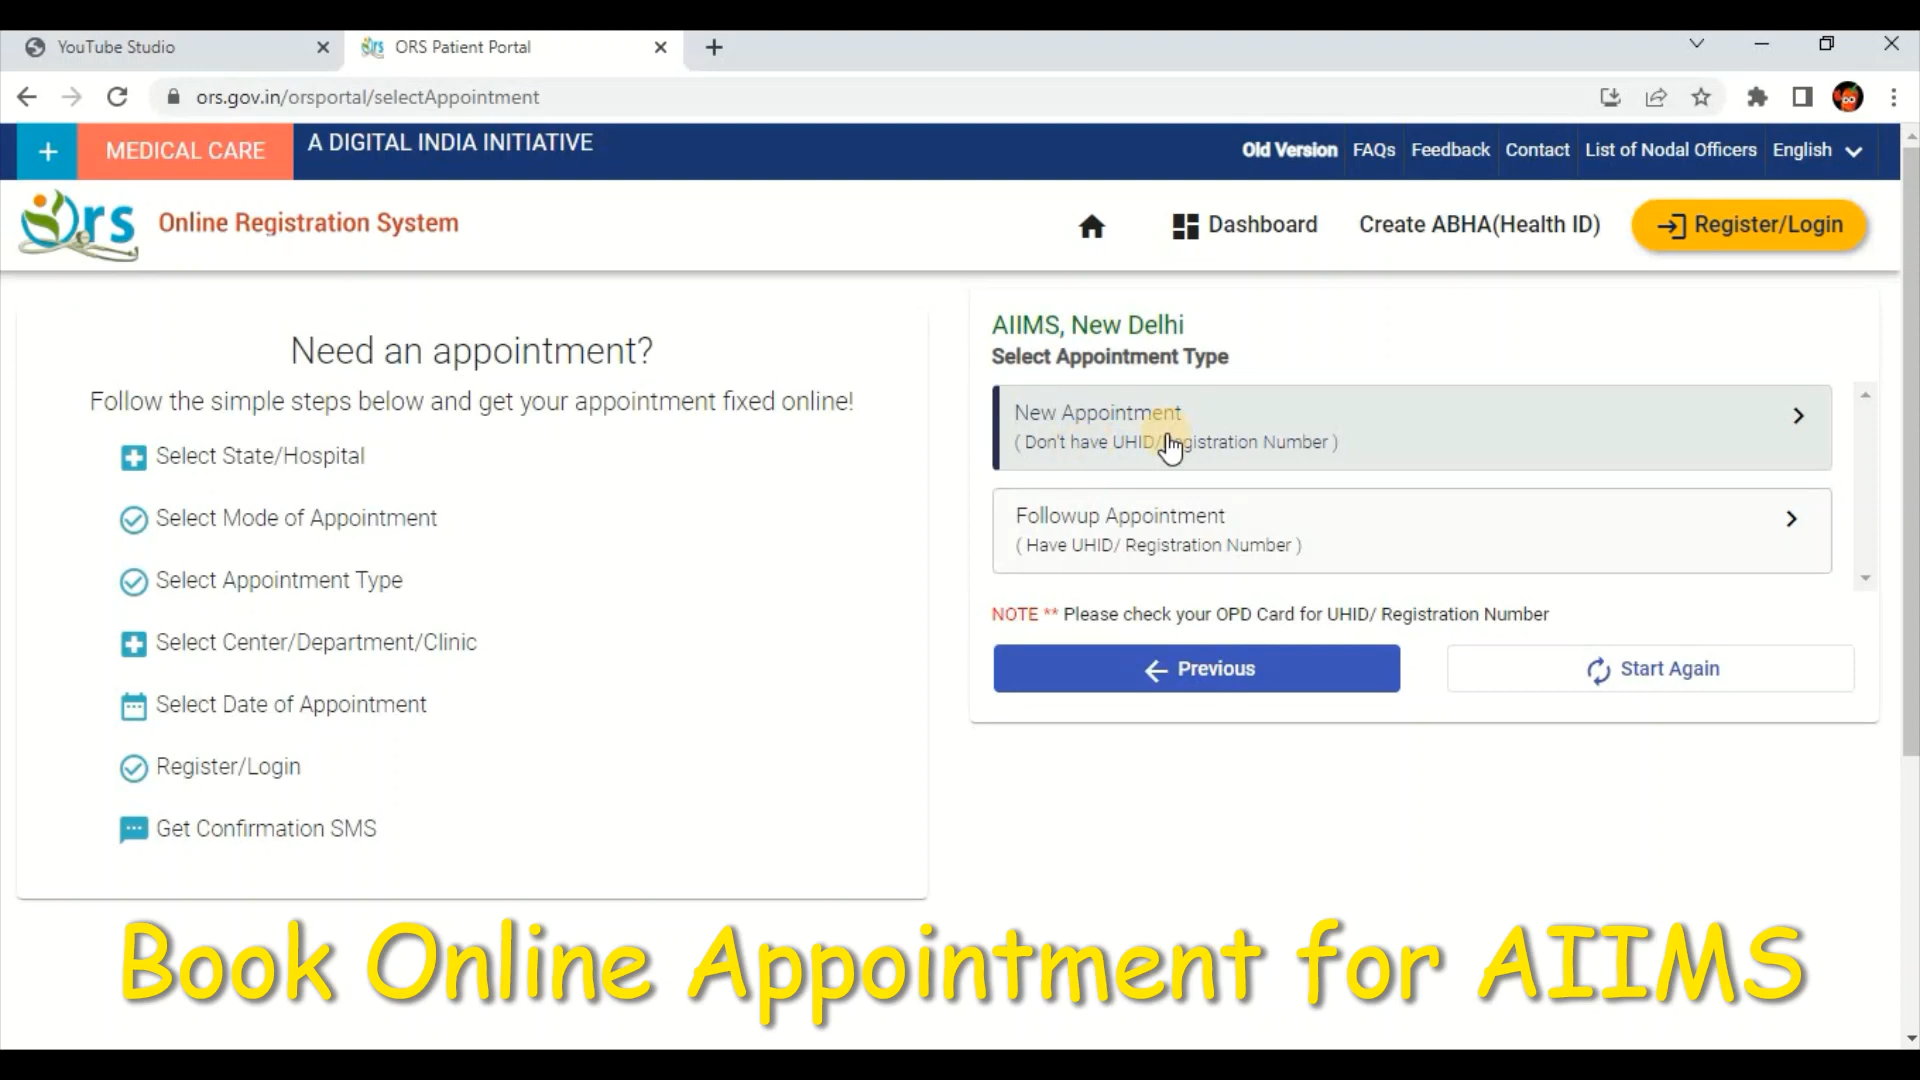 YouTube Studio
ORS Patient Portal
ors.gov.in/orsportal/selectAppointment
MEDICAL CARE
A DIGITAL INDIA INITIATIVE
Old Version
FAQs
Feedback
Contact
List of Nodal Officers
English
Ors
Online Registration System
Dashboard
Create ABHA(Health ID)
Register/Login
Need an appointment?
Follow the simple steps below and get your appointment fixed online!
Select State/Hospital
Select Mode of Appointment
Select Appointment Type
Select Center/Department/Clinic
Select Date of Appointment
Register/Login
Get Confirmation SMS
AIIMS, New Delhi
Select Appointment Type
New Appointment
( Don't have UHID/ Registration Number )
Followup Appointment
( Have UHID/ Registration Number )
NOTE ** Please check your OPD Card for UHID/ Registration Number
Previous
Start Again
Book Online Appointment for AIIMS